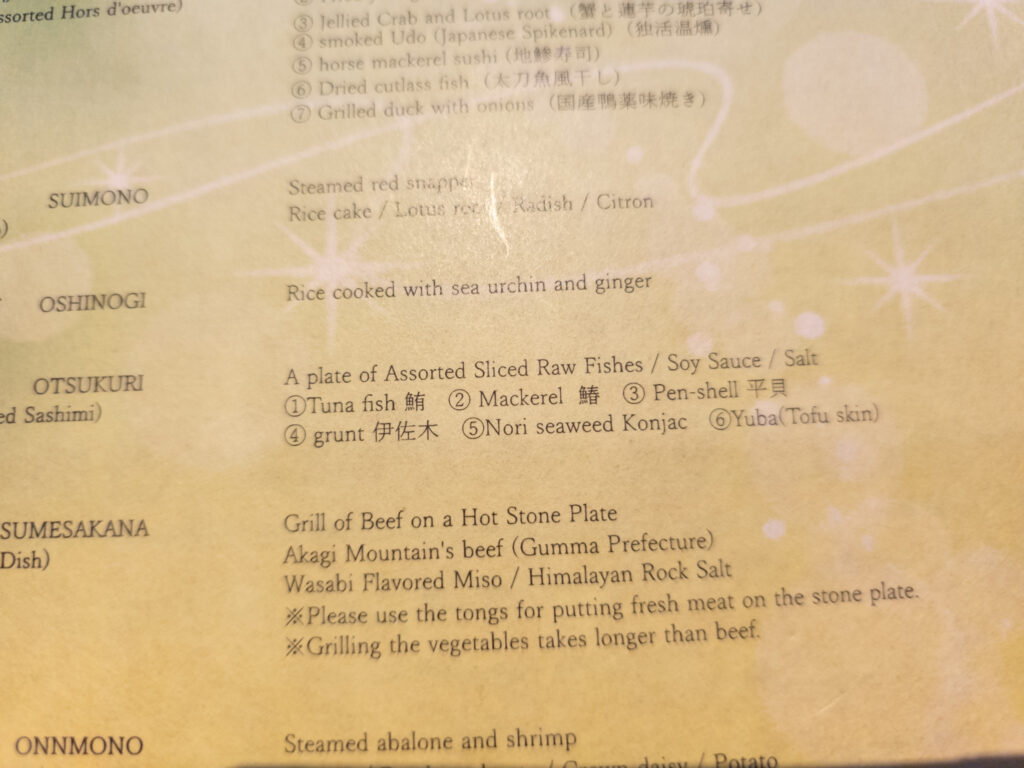 ssorted Hors d'oeuvre)
③ Jellied Crab and Lotus root (蟹と蓮芋の琥珀寄せ)
④ smoked Udo (Japanese Spikenard) (独活温燻)
⑤ horse mackerel sushi (地鯵寿司)
⑥ Dried cutlass fish (太刀魚風干し)
⑦ Grilled duck with onions (国産鴨薬味焼き)
SUIMONO
Steamed red snapper
Rice cake / Lotus / Radish / Citron
OSHINOGI
Rice cooked with sea urchin and ginger
OTSUKURI
ed Sashimi)
A plate of Assorted Sliced Raw Fishes / Soy Sauce / Salt
①Tuna fish 鮪 ② Mackerel 鰆 ③ Pen-shell 平貝
④ grunt 伊佐木 ⑤Nori seaweed Konjac ⑥Yuba(Tofu skin)
SUMESAKANA
Dish)
Grill of Beef on a Hot Stone Plate
Akagi Mountain's beef (Gumma Prefecture)
Wasabi Flavored Miso / Himalayan Rock Salt
※Please use the tongs for putting fresh meat on the stone plate.
※Grilling the vegetables takes longer than beef.
ONNMONO
Steamed abalone and shrimp
/ Crown daisy / Potato